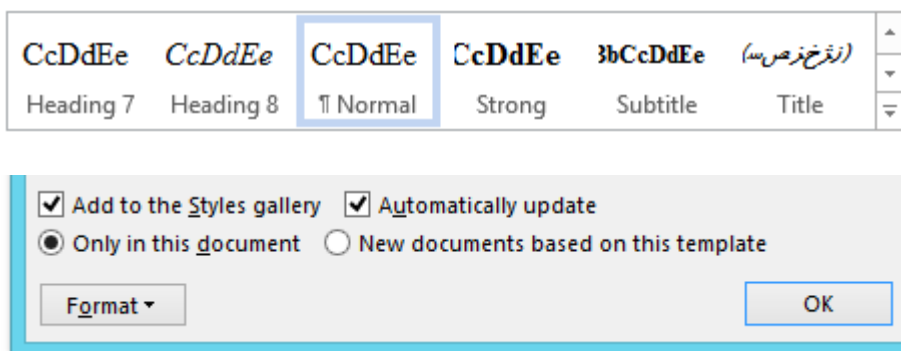 CcDdEe CcDdEe CcDdEe CcDdEe BbCcDdEe
Heading 7 Heading 8 ¶ Normal Strong Subtitle Title
Add to the Styles gallery Automatically update
Only in this document New documents based on this template
Format OK